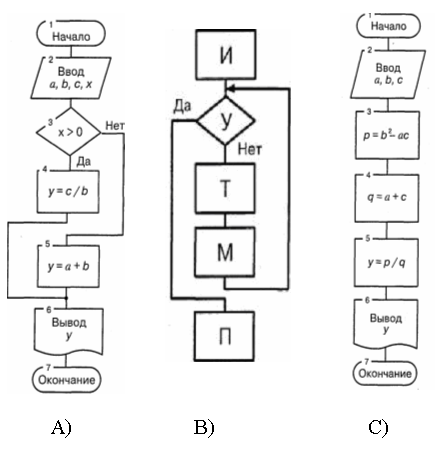 1
Начало
2
Ввод
a, b, c, x
3
x > 0
Нет
Да
4
y = c / b
5
y = a + b
6
Вывод
y
7
Окончание
A)
И
Да
У
Нет
Т
М
П
B)
1
Начало
2
Ввод
a, b, c
3
p = b² – ac
4
q = a + c
5
y = p / q
6
Вывод
y
7
Окончание
C)